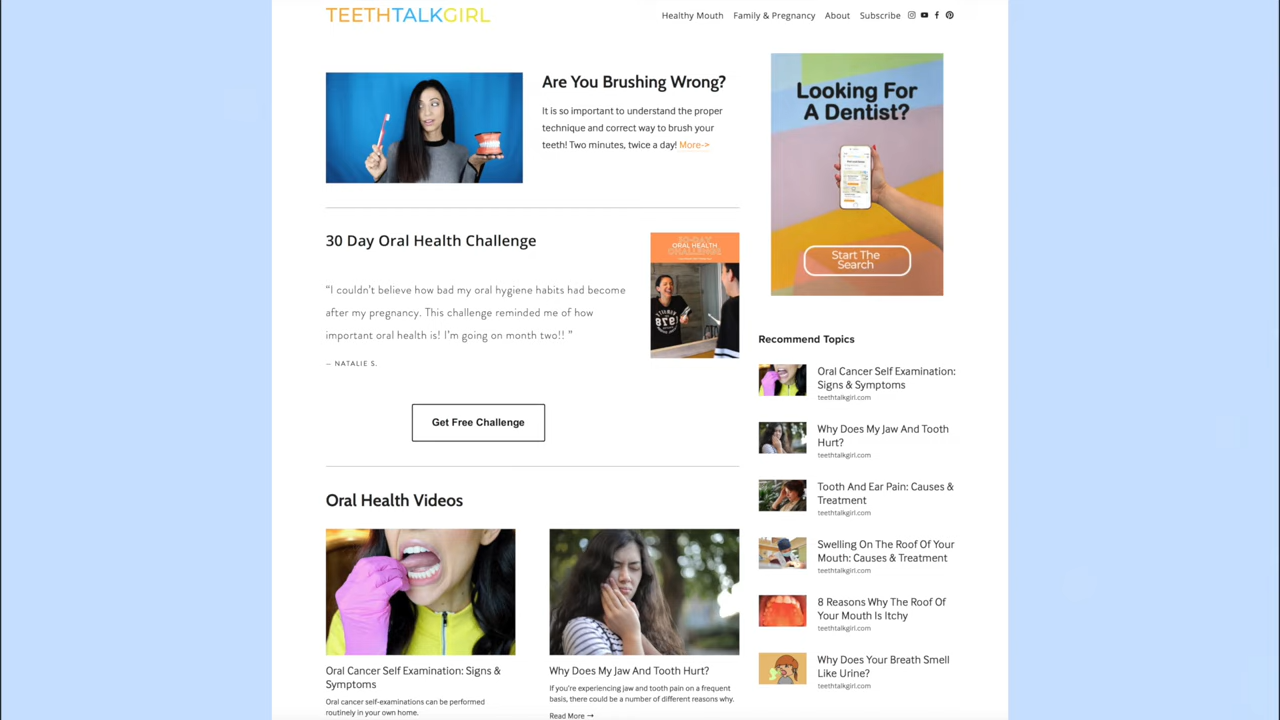 TEETHTALKGIRL
Healthy Mouth Family & Pregnancy About Subscribe
Are You Brushing Wrong?
It is so important to understand the proper
technique and correct way to brush your
teeth! Two minutes, twice a day! More->
30 Day Oral Health Challenge
“I couldn’t believe how bad my oral hygiene habits had become
after my pregnancy. This challenge reminded me of how
important oral health is! I’m going on month two!! ”
— NATALIE S.
ORAL HEALTH
CHALLENGE
Get Free Challenge
Oral Health Videos
Oral Cancer Self Examination: Signs &
Symptoms
Oral cancer self-examinations can be performed
routinely in your own home.
Why Does My Jaw And Tooth Hurt?
If you’re experiencing jaw and tooth pain on a frequent
basis, there could be a number of different reasons why.
Read More →
Looking For
A Dentist?
Start The
Search
Recommend Topics
Oral Cancer Self Examination:
Signs & Symptoms
teethtalkgirl.com
Why Does My Jaw And Tooth
Hurt?
teethtalkgirl.com
Tooth And Ear Pain: Causes &
Treatment
teethtalkgirl.com
Swelling On The Roof Of Your
Mouth: Causes & Treatment
teethtalkgirl.com
8 Reasons Why The Roof Of
Your Mouth Is Itchy
teethtalkgirl.com
Why Does Your Breath Smell
Like Urine?
teethtalkgirl.com